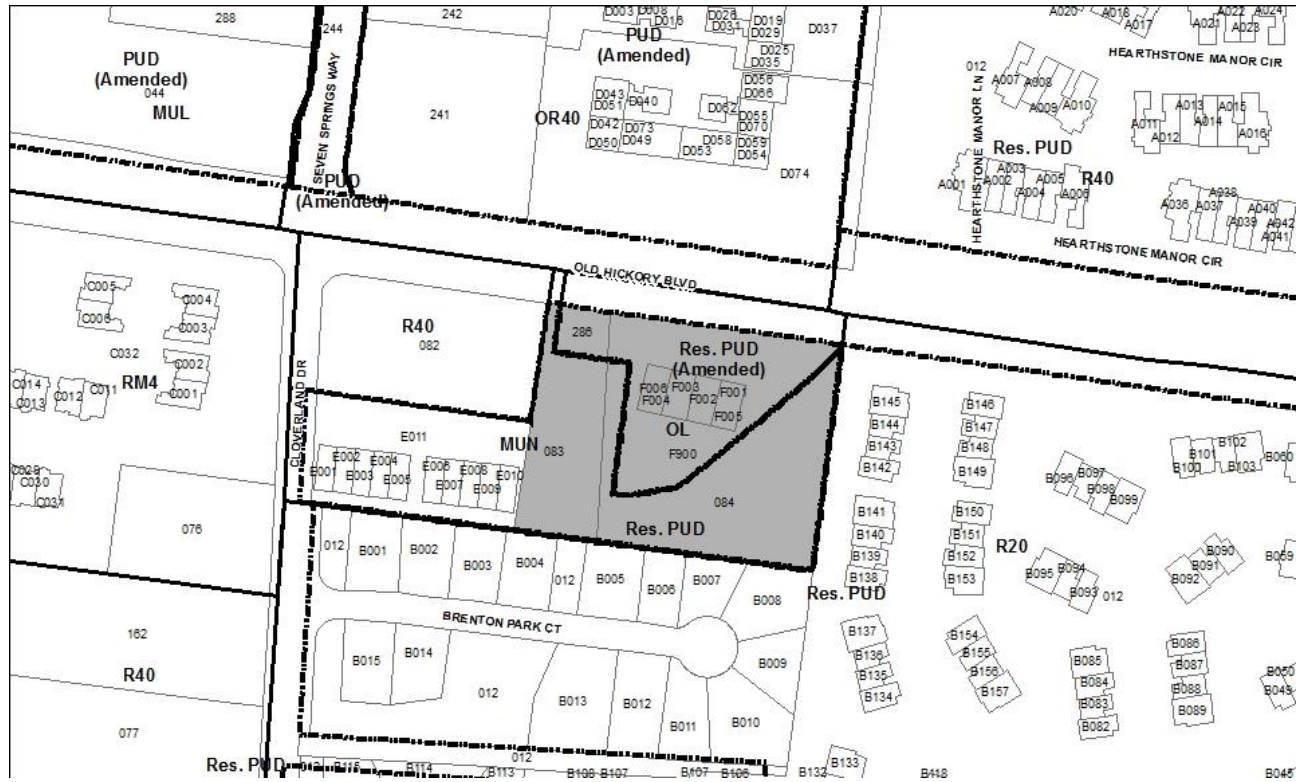 288
244
242
D003
D008
D016
D026
D031
D019
D029
D037
A020
A018
A017
A022
A024
A021
A023
PUD
(Amended)
044
MUL
SEVEN SPRINGS WAY
PUD
(Amended)
D025
D035
D056
D066
HEARTHSTONE MANOR CIR
012
A007
A008
A009
A010
HEARTHSTONE MANOR LN
241
OR40
D043
D051
D040
D062
D042
D073
D055
D070
D050
D049
D053
D058
D059
D054
D074
A013
A015
A011
A014
A012
A016
Res. PUD
R40
A003
A001
A002
A005
A004
A006
A038
A036
A037
A040
A039
A042
A041
PUD
(Amended)
HEARTHSTONE MANOR CIR
OLD HICKORY BLVD
C005
C004
C006
C003
C032
C002
C001
RM4
C014
C013
C012
C011
CLOVERLAND DR
R40
082
286
Res. PUD
(Amended)
F006
F003
F001
F004
F002
F005
OL
F900
MUN
083
084
Res. PUD
E011
E002
E004
E001
E003
E005
E006
E008
E010
E007
E009
C029
C030
C031
076
B145
B144
B143
B142
B146
B147
B148
B149
B102
B101
B100
B103
B060
B097
B096
B098
B099
B141
B140
B139
B138
B150
B151
B152
B153
R20
B090
B091
B092
B059
B094
B095
B093
012
Res. PUD
012
B001
B002
B003
B004
012
B005
B006
B007
B008
BRENTON PARK CT
162
R40
077
B015
B014
012
B013
B012
B011
B010
B009
B137
B136
B135
B134
B154
B155
B156
B157
B085
B084
B083
B082
B086
B087
B088
B089
B050
B049
Res. PUD
012
B115
B114
B113
012
B108
B107
B107
B106
B132
B133
B118
B048